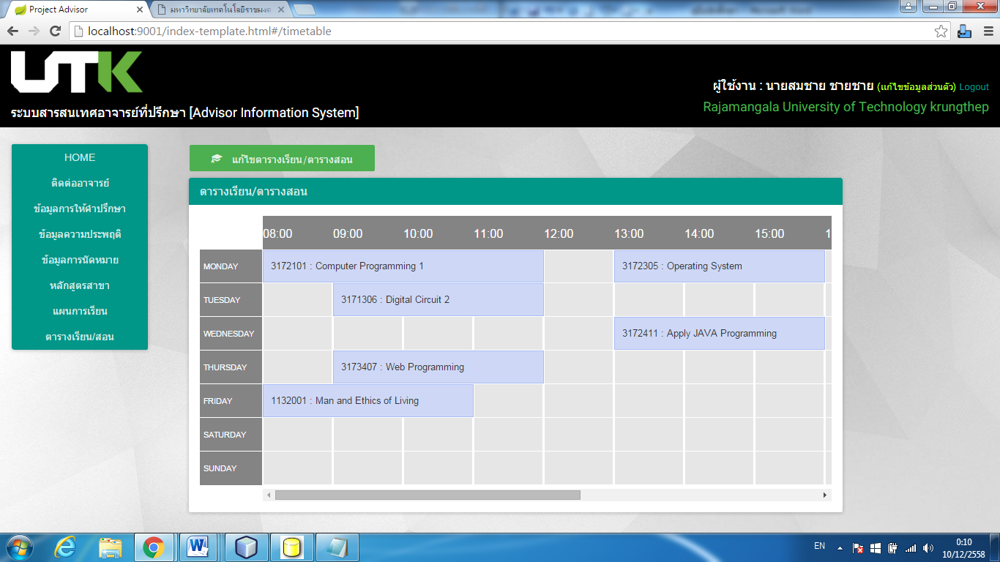 Project Advisor
มหาวิทยาลัยเทคโนโลยีราชมงค
localhost:9001/index-template.html#/timetable
UTK
ผู้ใช้งาน : นายสมชาย ชายชาย (แก้ไขข้อมูลส่วนตัว) Logout
Rajamangala University of Technology krungthep
ระบบสารสนเทศอาจารย์ที่ปรึกษา [Advisor Information System]
HOME
ติดต่ออาจารย์
ข้อมูลการให้คำปรึกษา
ข้อมูลความประพฤติ
ข้อมูลการนัดหมาย
หลักสูตรสาขา
แผนการเรียน
ตารางเรียน/สอน
แก้ไขตารางเรียน/ตารางสอน
ตารางเรียน/ตารางสอน
08:00 09:00 10:00 11:00 12:00 13:00 14:00 15:00 1
MONDAY 3172101 : Computer Programming 1 3172305 : Operating System
TUESDAY 3171306 : Digital Circuit 2
WEDNESDAY 3172411 : Apply JAVA Programming
THURSDAY 3173407 : Web Programming
FRIDAY 1132001 : Man and Ethics of Living
SATURDAY
SUNDAY
EN
0:10
10/12/2558